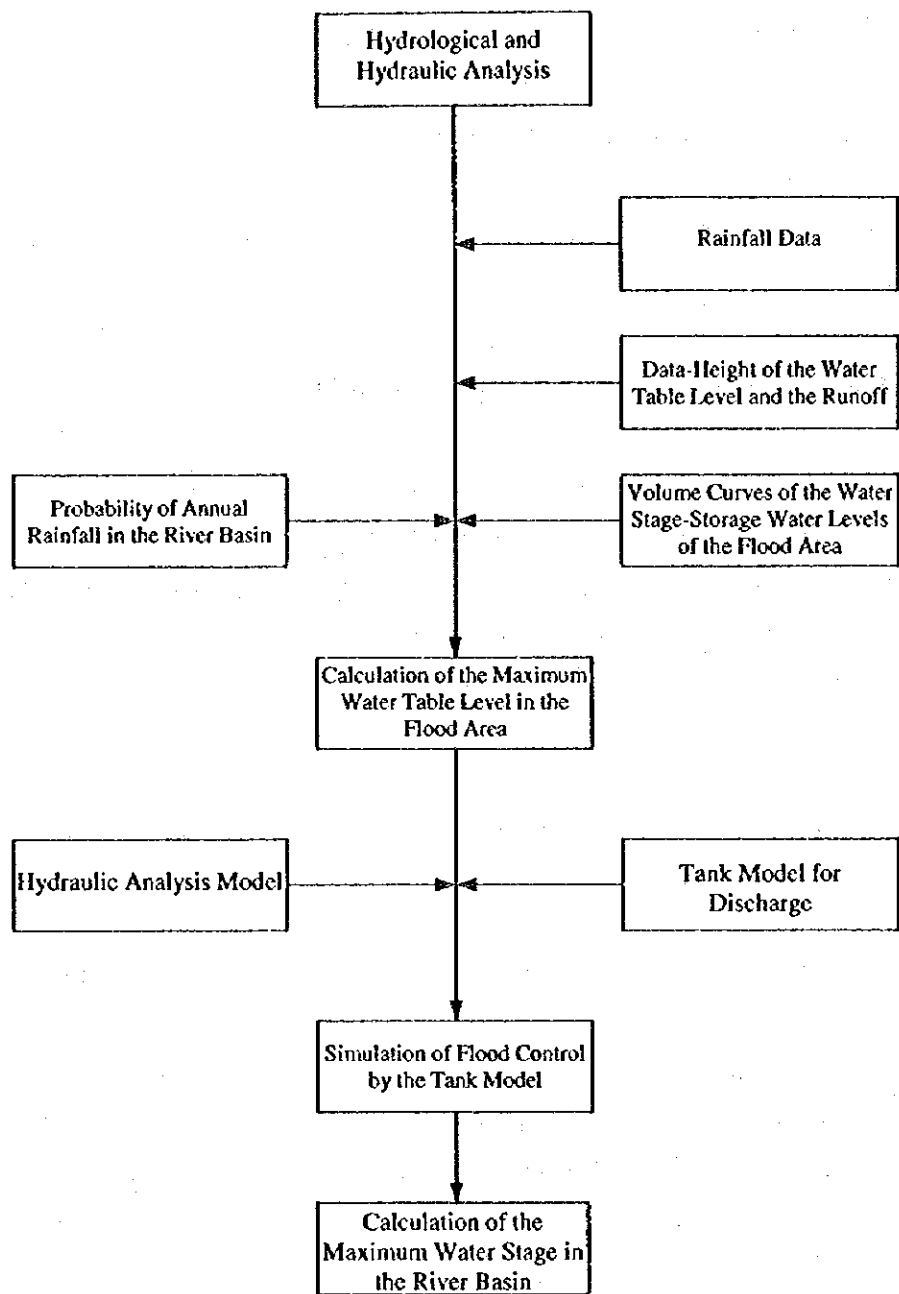 Hydrological and
Hydraulic Analysis
Rainfall Data
Data-Height of the Water
Table Level and the Runoff
Probability of Annual
Rainfall in the River Basin
Volume Curves of the Water
Stage-Storage Water Levels
of the Flood Area
Calculation of the Maximum
Water Table Level in the
Flood Area
Hydraulic Analysis Model
Tank Model for
Discharge
Simulation of Flood Control
by the Tank Model
Calculation of the
Maximum Water Stage in
the River Basin